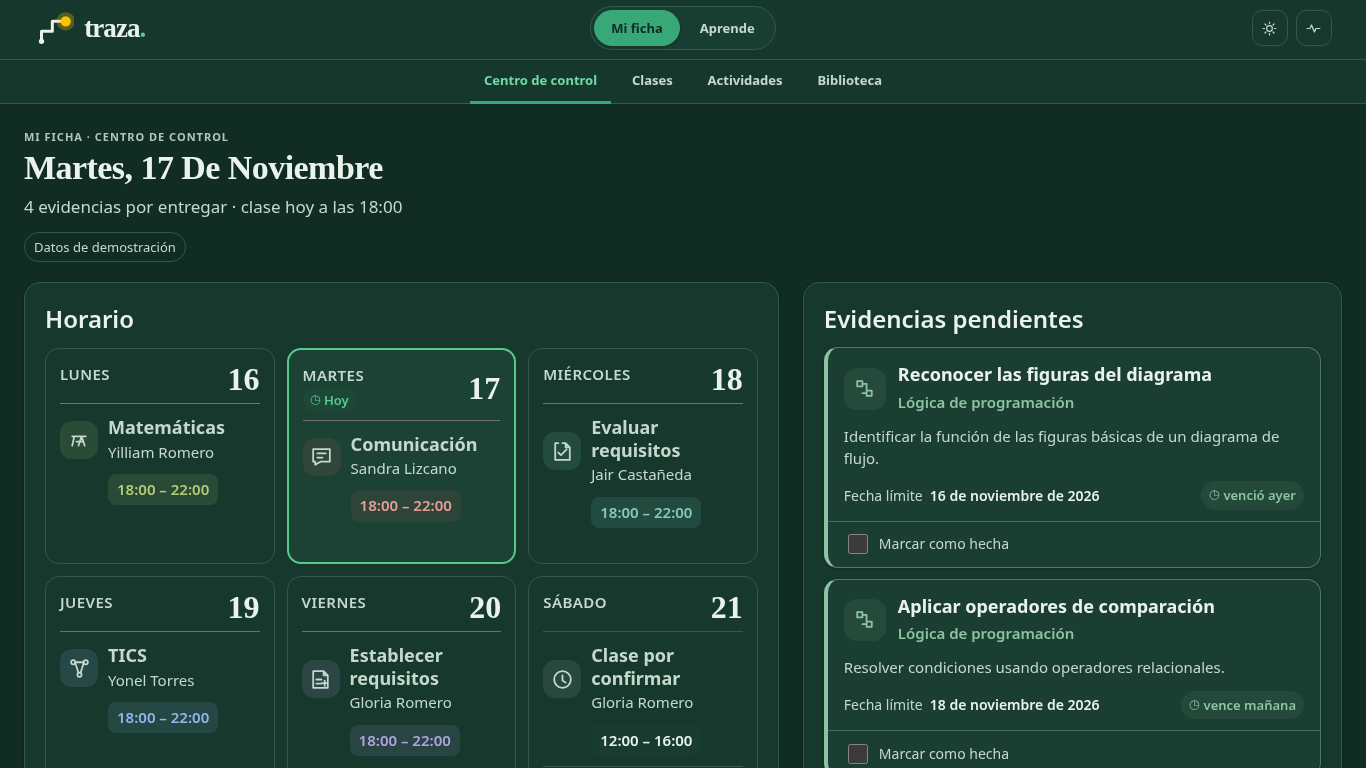 traza.
Mi ficha
Aprende
Centro de control
Clases
Actividades
Biblioteca
MI FICHA · CENTRO DE CONTROL
Martes, 17 De Noviembre
4 evidencias por entregar · clase hoy a las 18:00
Datos de demostración
Horario
LUNES 16
Matemáticas
Yilliam Romero
18:00 – 22:00
MARTES 17
Hoy
Comunicación
Sandra Lizcano
18:00 – 22:00
MIÉRCOLES 18
Evaluar
requisitos
Jair Castañeda
18:00 – 22:00
JUEVES 19
TICS
Yonel Torres
18:00 – 22:00
VIERNES 20
Establecer
requisitos
Gloria Romero
18:00 – 22:00
SÁBADO 21
Clase por
confirmar
Gloria Romero
12:00 – 16:00
Evidencias pendientes
Reconocer las figuras del diagrama
Lógica de programación
Identificar la función de las figuras básicas de un diagrama de
flujo.
Fecha límite 16 de noviembre de 2026
venció ayer
Marcar como hecha
Aplicar operadores de comparación
Lógica de programación
Resolver condiciones usando operadores relacionales.
Fecha límite 18 de noviembre de 2026
vence mañana
Marcar como hecha